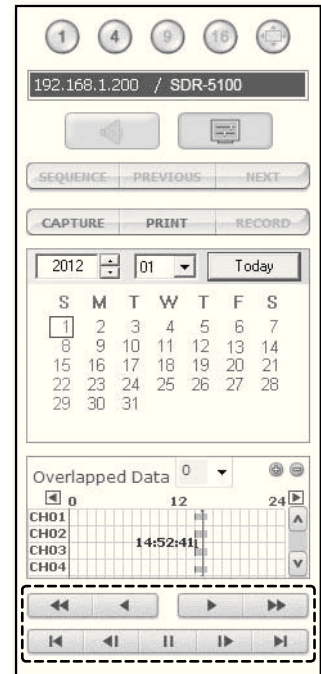 1 4 9 16
192.168.1.200 / SDR-5100
SEQUENCE PREVIOUS NEXT
CAPTURE PRINT RECORD
2012 01 Today
S M T W T F S
1 2 3 4 5 6 7
8 9 10 11 12 13 14
15 16 17 18 19 20 21
22 23 24 25 26 27 28
29 30 31
Overlapped Data 0
0 12 24
CH01
CH02
14:52:41
CH03
CH04